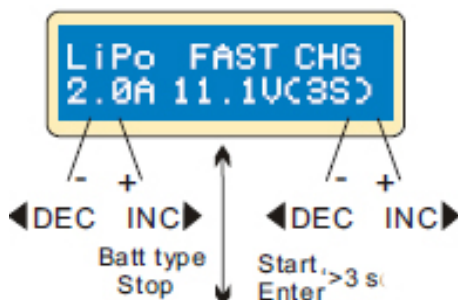 LiPo FAST CHG
2.0A 11.1V(3S)
- + - +
◀DEC INC▶ ◀DEC INC▶
Batt type
Stop
Start
Enter >3 s